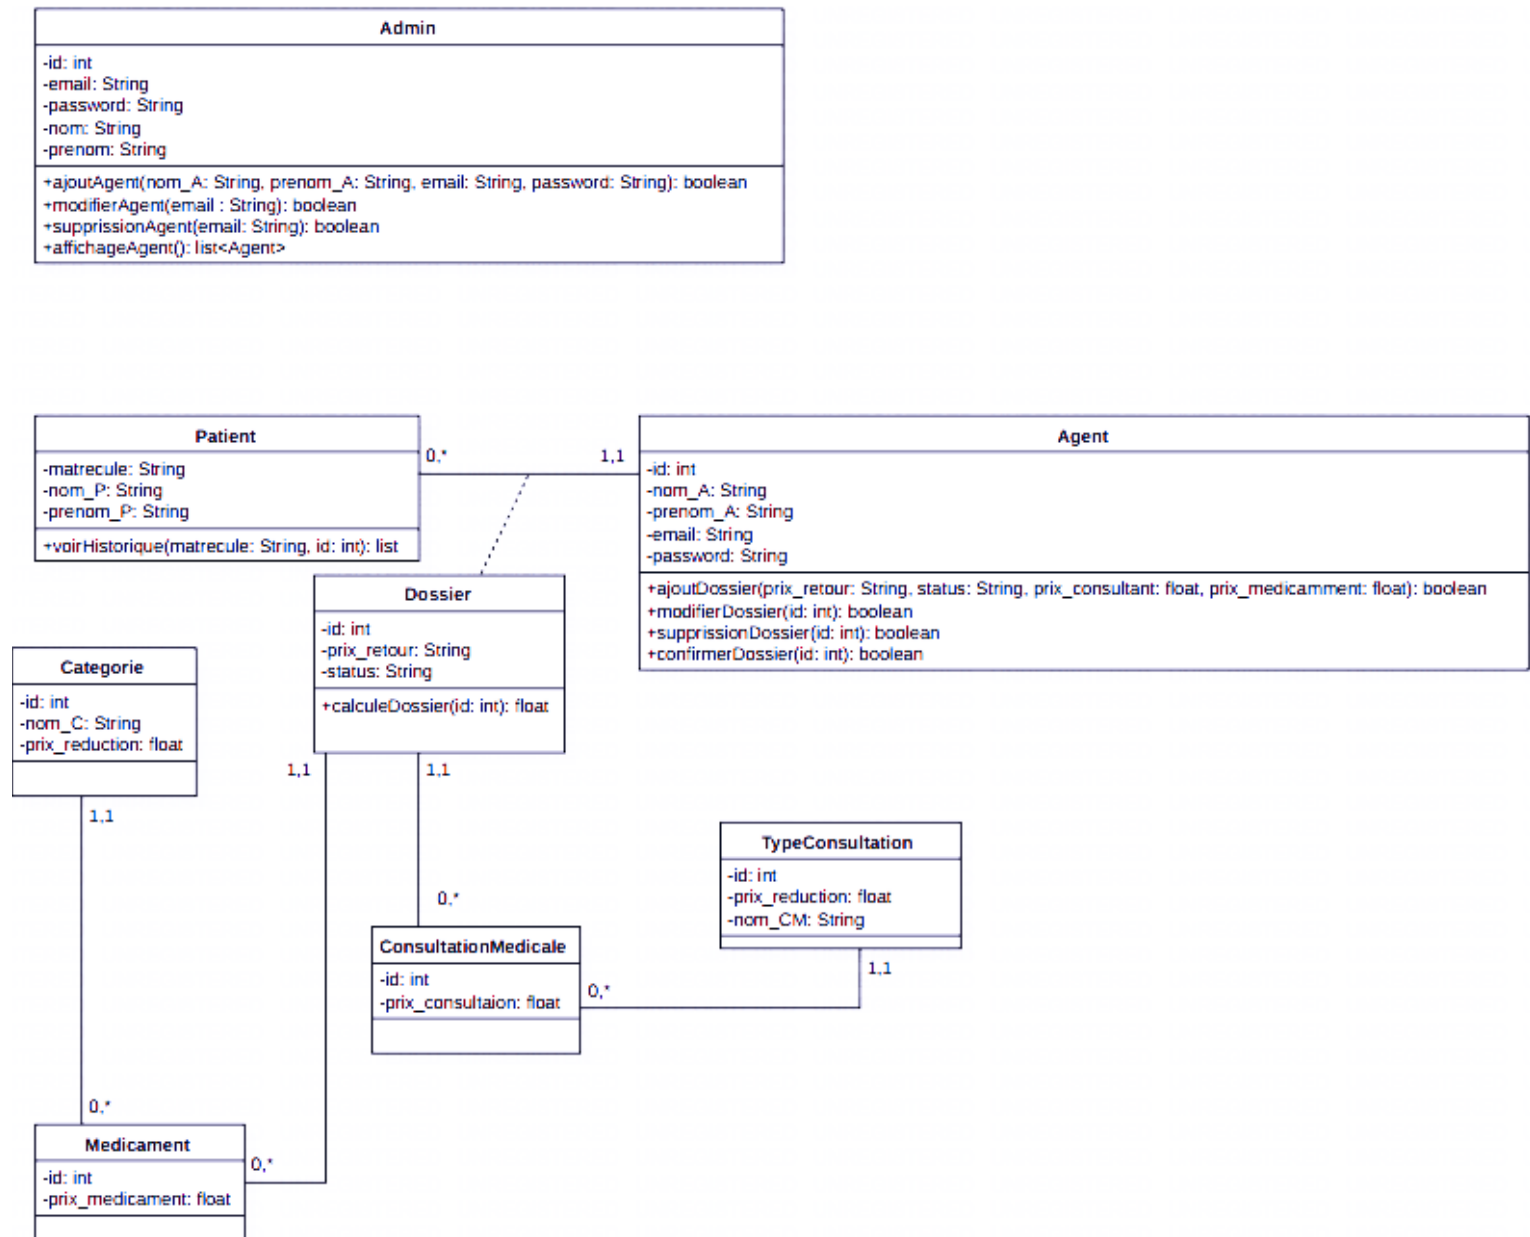 Admin
-id: int
-email: String
-password: String
-nom: String
-prenom: String
+ajoutAgent(nom_A: String, prenom_A: String, email: String, password: String): boolean
+modifierAgent(email : String): boolean
+supprissionAgent(email: String): boolean
+affichageAgent(): list<Agent>
Patient
-matrecule: String
-nom_P: String
-prenom_P: String
+voirHistorique(matrecule: String, id: int): list
0,*
1,1
Agent
-id: int
-nom_A: String
-prenom_A: String
-email: String
-password: String
+ajoutDossier(prix_retour: String, status: String, prix_consultant: float, prix_medicamment: float): boolean
+modifierDossier(id: int): boolean
+supprissionDossier(id: int): boolean
+confirmerDossier(id: int): boolean
Dossier
-id: int
-prix_retour: String
-status: String
+calculeDossier(id: int): float
Categorie
-id: int
-nom_C: String
-prix_reduction: float
1,1
1,1
1,1
TypeConsultation
-id: int
-prix_reduction: float
-nom_CM: String
0,*
ConsultationMedicale
-id: int
-prix_consultaion: float
0,*
1,1
0,*
Medicament
-id: int
-prix_medicament: float
0,*